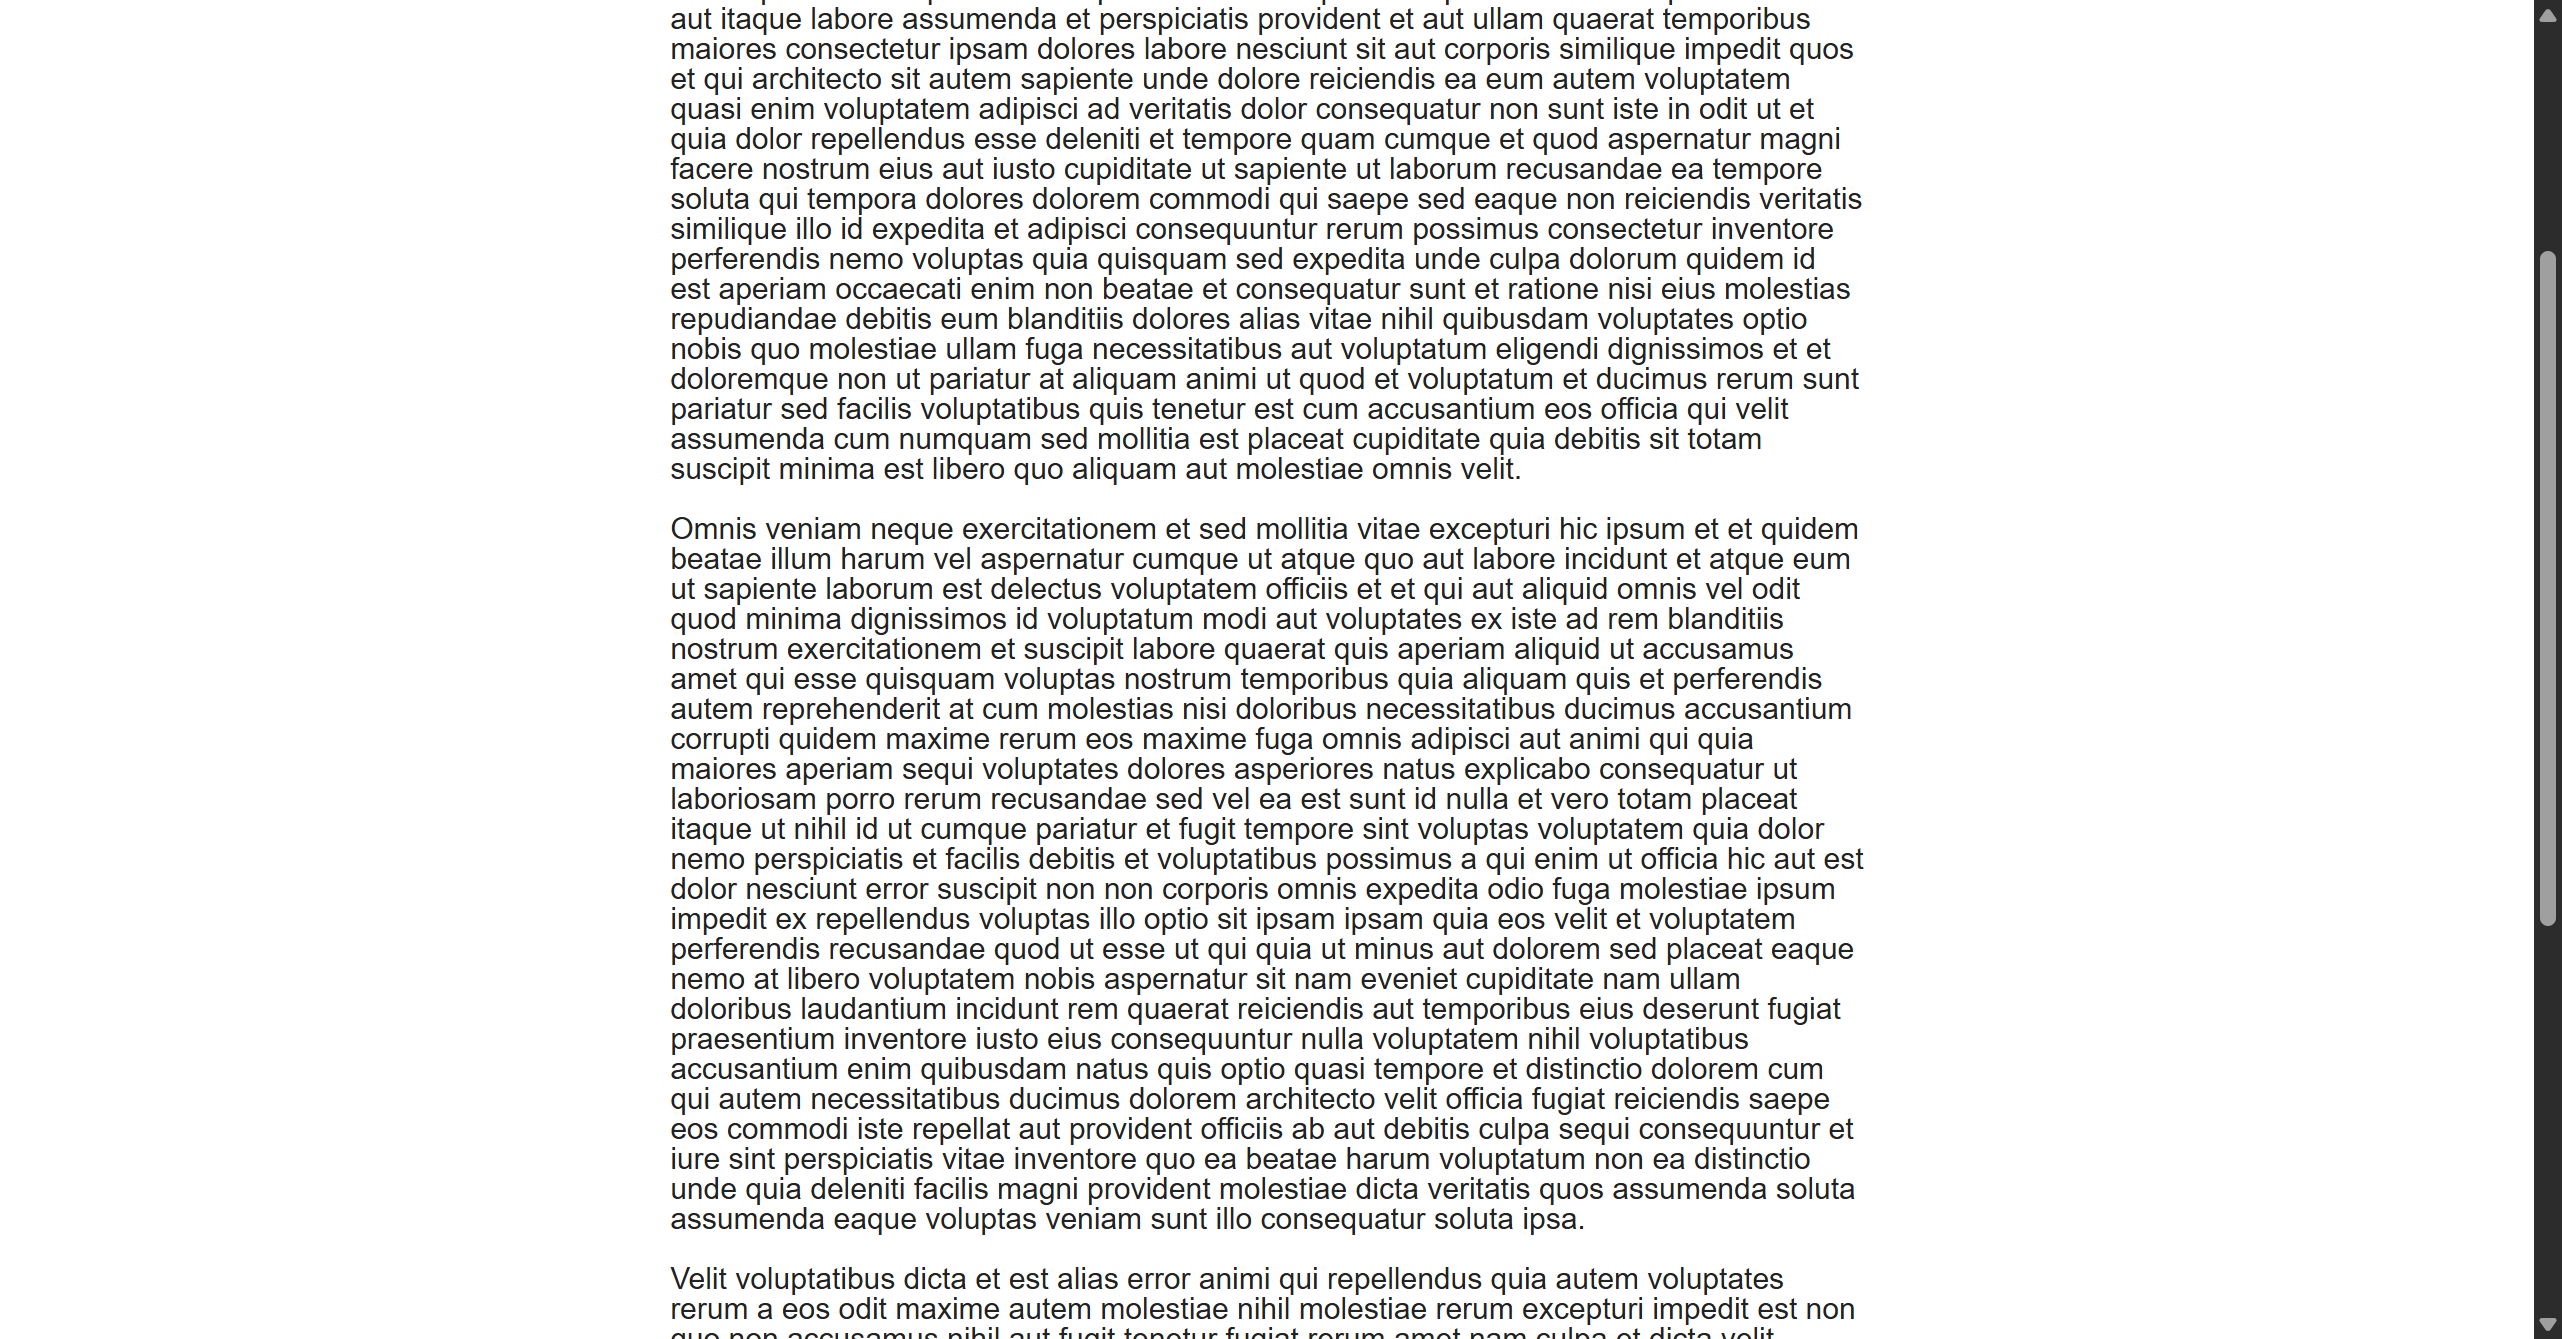 aut itaque labore assumenda et perspiciatis provident et aut ullam quaerat temporibus
maiores consectetur ipsam dolores labore nesciunt sit aut corporis similique impedit quos
et qui architecto sit autem sapiente unde dolore reiciendis ea eum autem voluptatem
quasi enim voluptatem adipisci ad veritatis dolor consequatur non sunt iste in odit ut et
quia dolor repellendus esse deleniti et tempore quam cumque et quod aspernatur magni
facere nostrum eius aut iusto cupiditate ut sapiente ut laborum recusandae ea tempore
soluta qui tempora dolores dolorem commodi qui saepe sed eaque non reiciendis veritatis
similique illo id expedita et adipisci consequuntur rerum possimus consectetur inventore
perferendis nemo voluptas quia quisquam sed expedita unde culpa dolorum quidem id
est aperiam occaecati enim non beatae et consequatur sunt et ratione nisi eius molestias
repudiandae debitis eum blanditiis dolores alias vitae nihil quibusdam voluptates optio
nobis quo molestiae ullam fuga necessitatibus aut voluptatum eligendi dignissimos et et
doloremque non ut pariatur at aliquam animi ut quod et voluptatum et ducimus rerum sunt
pariatur sed facilis voluptatibus quis tenetur est cum accusantium eos officia qui velit
assumenda cum numquam sed mollitia est placeat cupiditate quia debitis sit totam
suscipit minima est libero quo aliquam aut molestiae omnis velit.
Omnis veniam neque exercitationem et sed mollitia vitae excepturi hic ipsum et et quidem
beatae illum harum vel aspernatur cumque ut atque quo aut labore incidunt et atque eum
ut sapiente laborum est delectus voluptatem officiis et et qui aut aliquid omnis vel odit
quod minima dignissimos id voluptatum modi aut voluptates ex iste ad rem blanditiis
nostrum exercitationem et suscipit labore quaerat quis aperiam aliquid ut accusamus
amet qui esse quisquam voluptas nostrum temporibus quia aliquam quis et perferendis
autem reprehenderit at cum molestias nisi doloribus necessitatibus ducimus accusantium
corrupti quidem maxime rerum eos maxime fuga omnis adipisci aut animi qui quia
maiores aperiam sequi voluptates dolores asperiores natus explicabo consequatur ut
laboriosam porro rerum recusandae sed vel ea est sunt id nulla et vero totam placeat
itaque ut nihil id ut cumque pariatur et fugit tempore sint voluptas voluptatem quia dolor
nemo perspiciatis et facilis debitis et voluptatibus possimus a qui enim ut officia hic aut est
dolor nesciunt error suscipit non non corporis omnis expedita odio fuga molestiae ipsum
impedit ex repellendus voluptas illo optio sit ipsam ipsam quia eos velit et voluptatem
perferendis recusandae quod ut esse ut qui quia ut minus aut dolorem sed placeat eaque
nemo at libero voluptatem nobis aspernatur sit nam eveniet cupiditate nam ullam
doloribus laudantium incidunt rem quaerat reiciendis aut temporibus eius deserunt fugiat
praesentium inventore iusto eius consequuntur nulla voluptatem nihil voluptatibus
accusantium enim quibusdam natus quis optio quasi tempore et distinctio dolorem cum
qui autem necessitatibus ducimus dolorem architecto velit officia fugiat reiciendis saepe
eos commodi iste repellat aut provident officiis ab aut debitis culpa sequi consequuntur et
iure sint perspiciatis vitae inventore quo ea beatae harum voluptatum non ea distinctio
unde quia deleniti facilis magni provident molestiae dicta veritatis quos assumenda soluta
assumenda eaque voluptas veniam sunt illo consequatur soluta ipsa.
Velit voluptatibus dicta et est alias error animi qui repellendus quia autem voluptates
rerum a eos odit maxime autem molestiae nihil molestiae rerum excepturi impedit est non
non accusamus nihil aut fugit tenetur fugiat rerum amet nam culpa et dicta velit